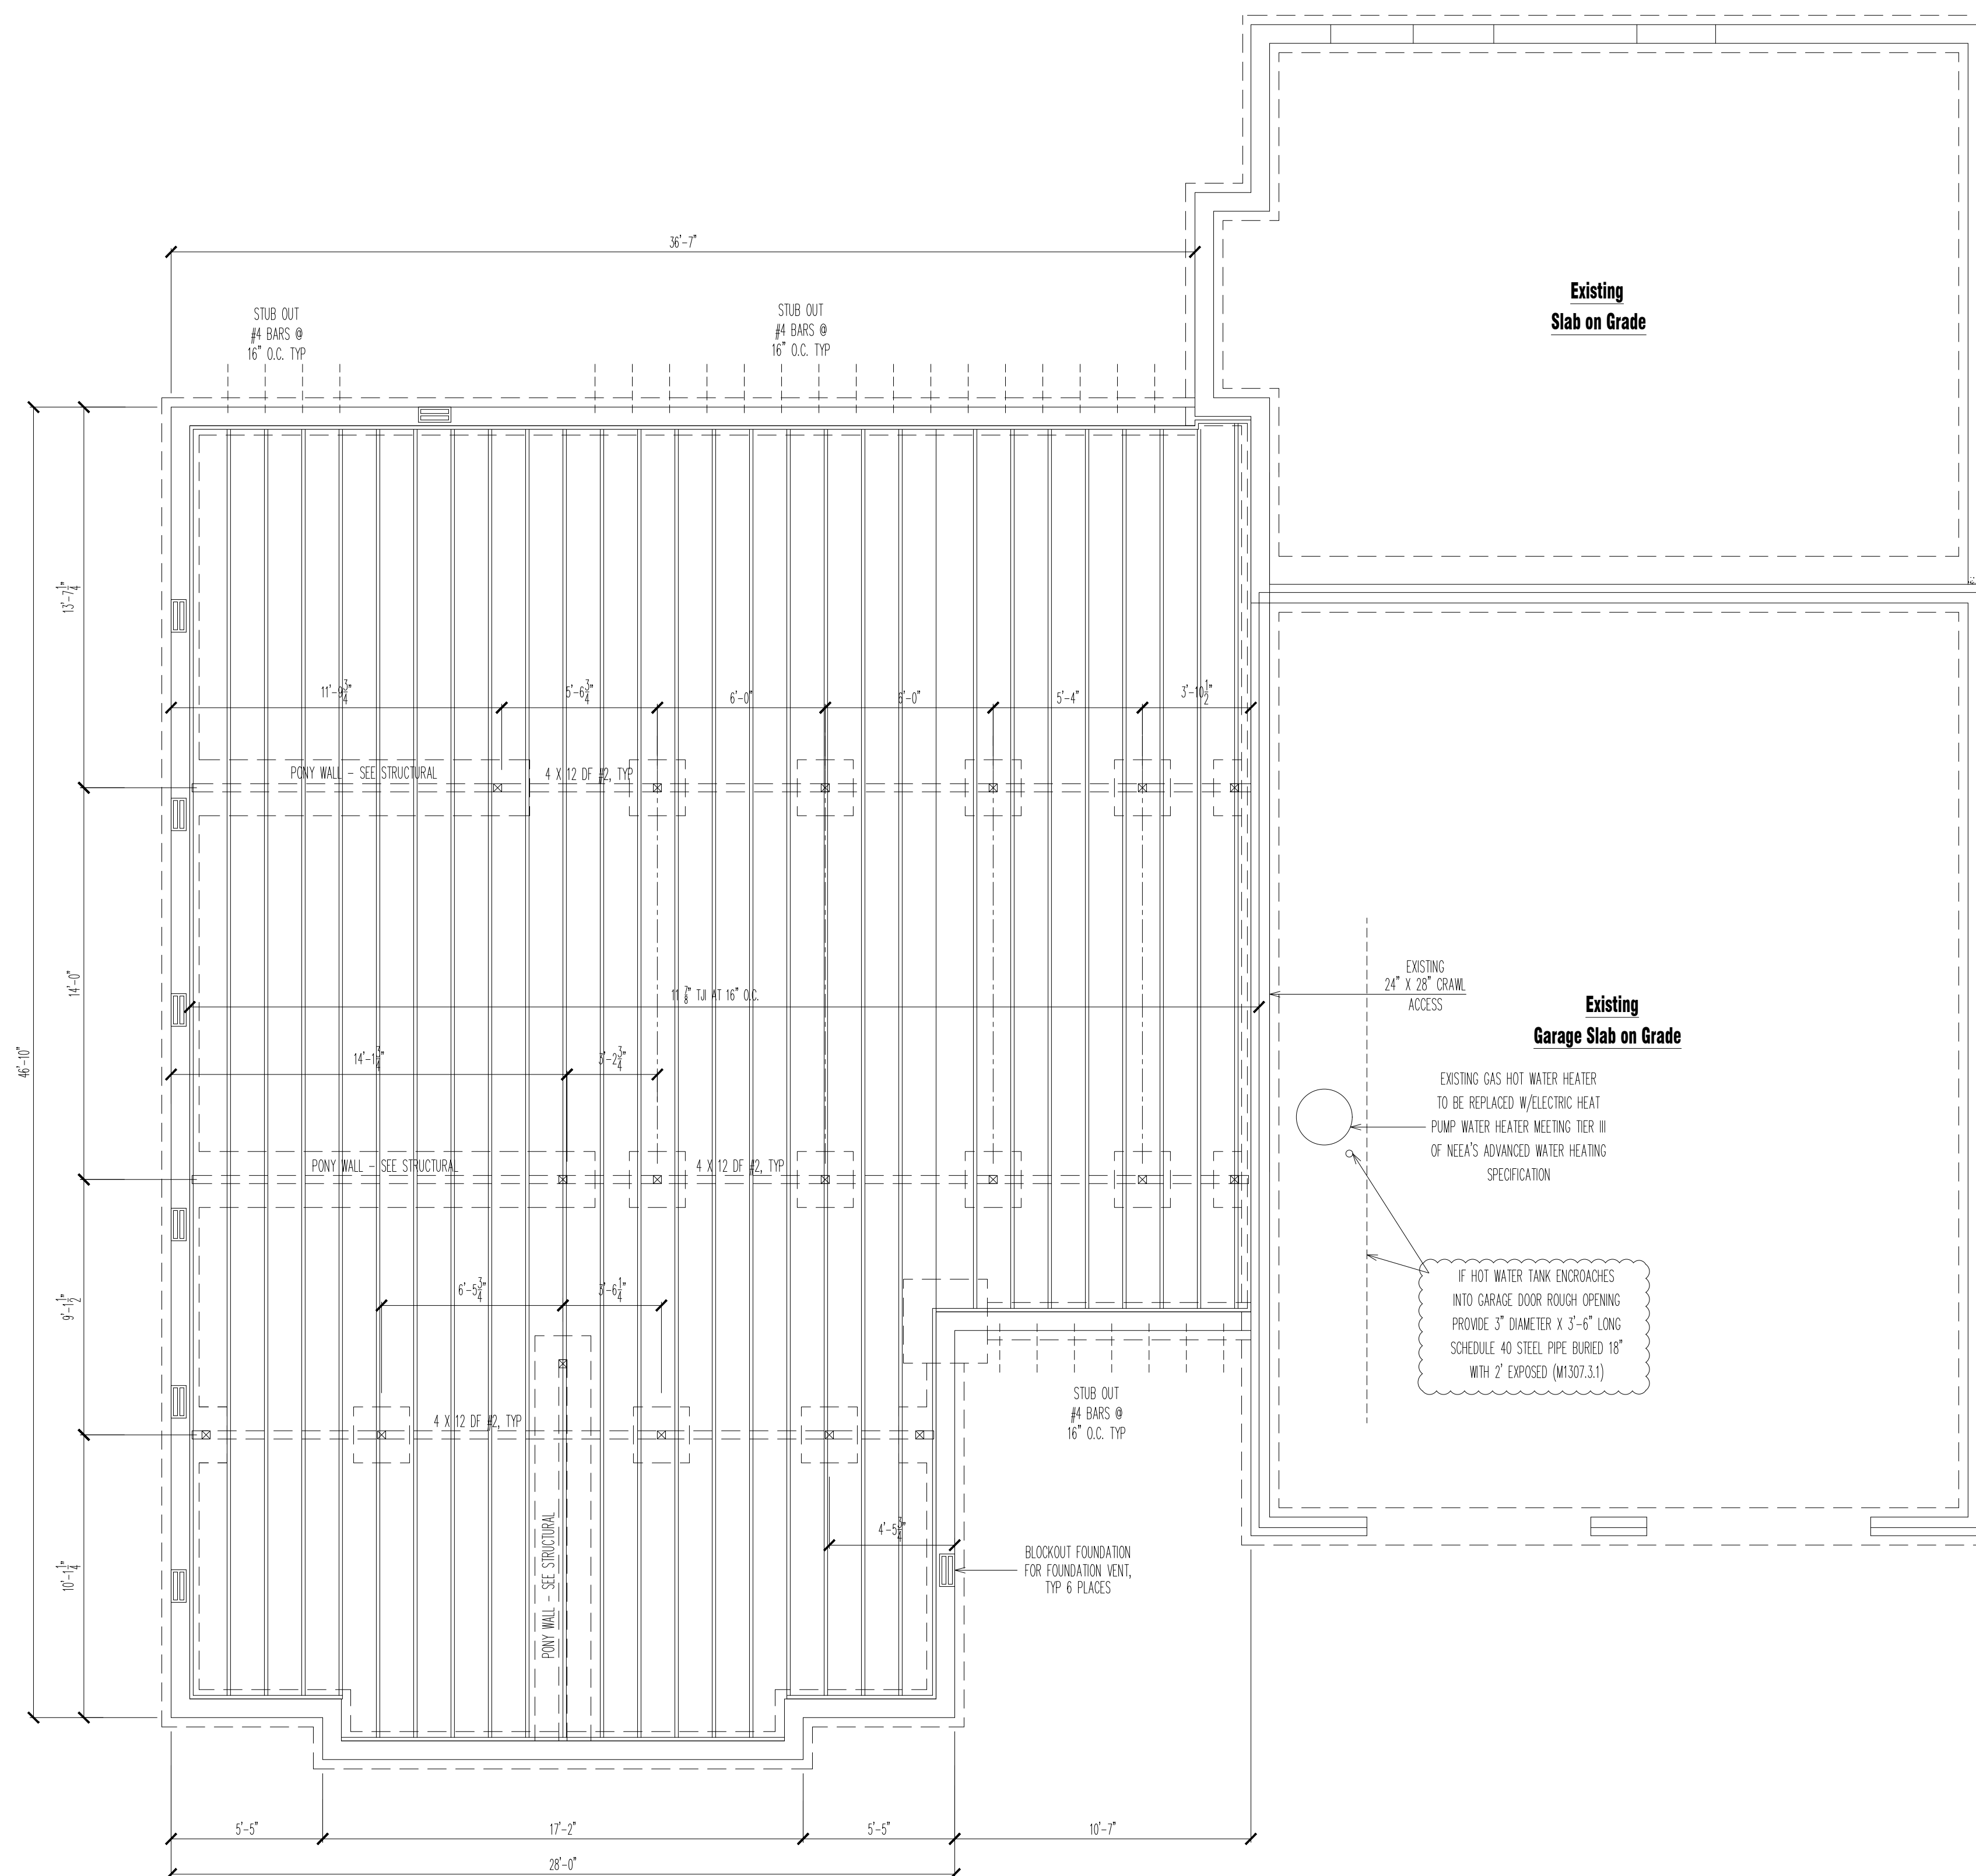 Existing
Slab on Grade
36'-7"
STUB OUT
#4 BARS @
16" O.C. TYP
STUB OUT
#4 BARS @
16" O.C. TYP
13'-7 1/4"
11'-9 3/4"
5'-6 3/4"
6'-0"
6'-0"
5'-4"
3'-10 1/2"
PONY WALL - SEE STRUCTURAL
4 X 12 DF #2, TYP
14'-0"
46'-10"
11 7/8" TJI AT 16" O.C.
EXISTING
24" X 28" CRAWL
ACCESS
Existing
Garage Slab on Grade
14'-1 3/4"
3'-2 3/4"
EXISTING GAS HOT WATER HEATER
TO BE REPLACED W/ELECTRIC HEAT
PUMP WATER HEATER MEETING TIER III
OF NEEA'S ADVANCED WATER HEATING
SPECIFICATION
PONY WALL - SEE STRUCTURAL
4 X 12 DF #2, TYP
9'-1 1/2"
6'-5 3/4"
3'-6 1/4"
IF HOT WATER TANK ENCROACHES
INTO GARAGE DOOR ROUGH OPENING
PROVIDE 3" DIAMETER X 3'-6" LONG
SCHEDULE 40 STEEL PIPE BURIED 18"
WITH 2' EXPOSED (M1307.3.1)
STUB OUT
#4 BARS @
16" O.C. TYP
4 X 12 DF #2, TYP
PONY WALL - SEE STRUCTURAL
4'-5 3/4"
10'-1 1/4"
BLOCKOUT FOUNDATION
FOR FOUNDATION VENT,
TYP 6 PLACES
5'-5"
17'-2"
5'-5"
10'-7"
28'-0"